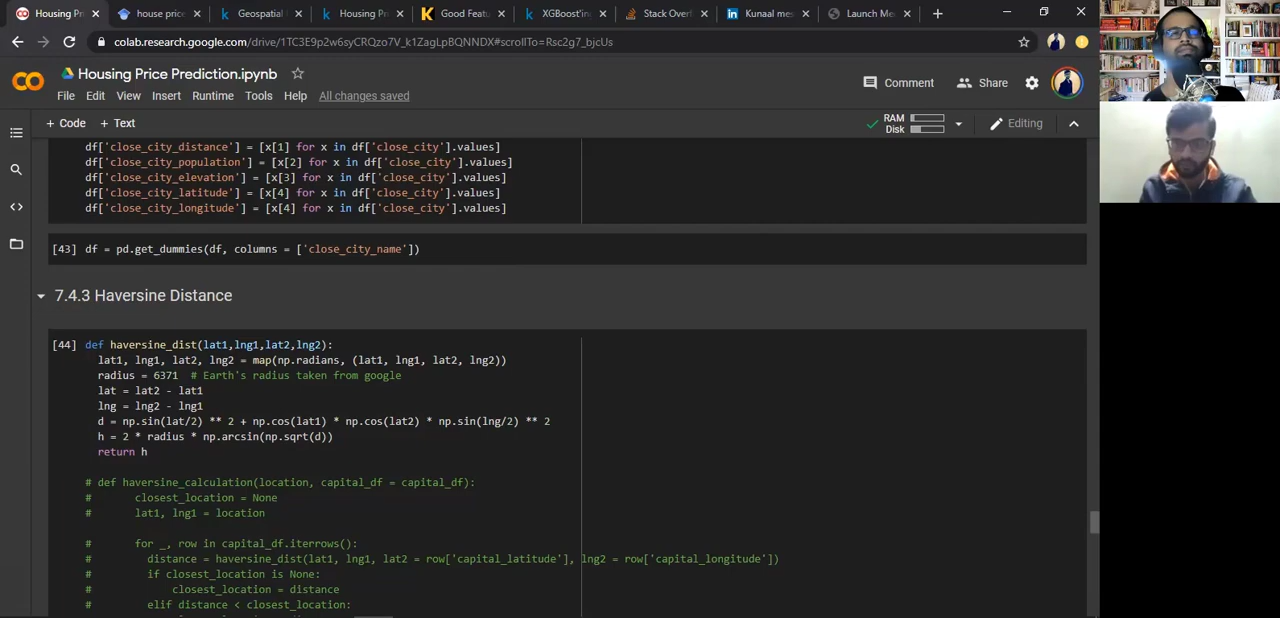 Housing Pr
house price
Geospatial
Housing Pr
Good Featu
XGBoost'ing
Stack Overf
Kunaal mes
Launch Mee
colab.research.google.com/drive/1TC3E9p2w6syCRQzo7V_k1ZagLpBQNNDX#scrollTo=Rsc2g7_bjcUs
CO
Housing Price Prediction.ipynb
File Edit View Insert Runtime Tools Help All changes saved
Comment
Share
+ Code + Text
RAM
Disk
Editing
df['close_city_distance'] = [x[1] for x in df['close_city'].values]
df['close_city_population'] = [x[2] for x in df['close_city'].values]
df['close_city_elevation'] = [x[3] for x in df['close_city'].values]
df['close_city_latitude'] = [x[4] for x in df['close_city'].values]
df['close_city_longitude'] = [x[4] for x in df['close_city'].values]
[43] df = pd.get_dummies(df, columns = ['close_city_name'])
7.4.3 Haversine Distance
[44] def haversine_dist(lat1,lng1,lat2,lng2):
lat1, lng1, lat2, lng2 = map(np.radians, (lat1, lng1, lat2, lng2))
radius = 6371 # Earth's radius taken from google
lat = lat2 - lat1
lng = lng2 - lng1
d = np.sin(lat/2) ** 2 + np.cos(lat1) * np.cos(lat2) * np.sin(lng/2) ** 2
h = 2 * radius * np.arcsin(np.sqrt(d))
return h
# def haversine_calculation(location, capital_df = capital_df):
# closest_location = None
# lat1, lng1 = location
# for _, row in capital_df.iterrows():
# distance = haversine_dist(lat1, lng1, lat2 = row['capital_latitude'], lng2 = row['capital_longitude'])
# if closest_location is None:
# closest_location = distance
# elif distance < closest_location: